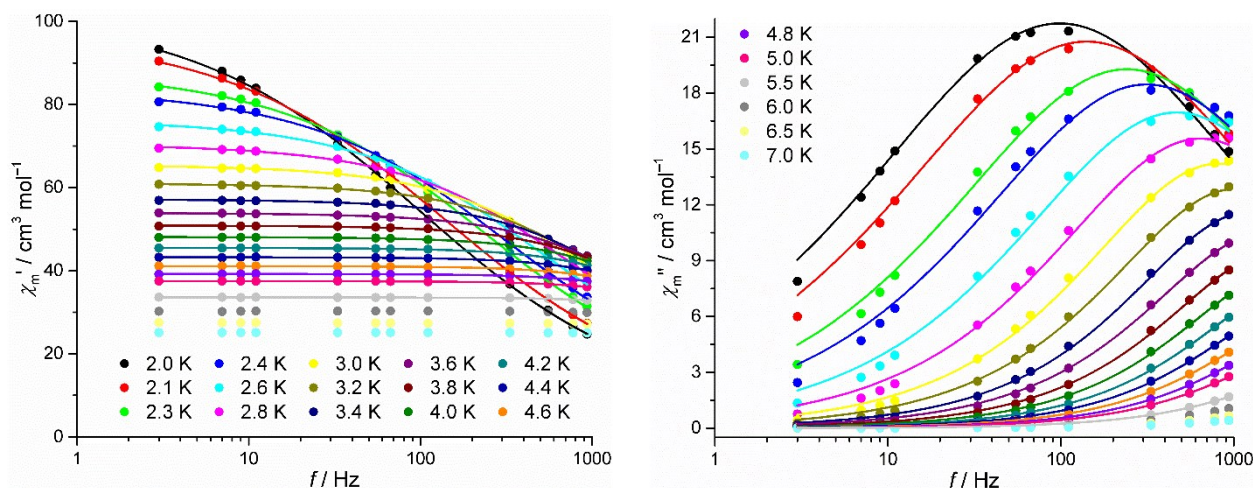 χm' / cm³ mol⁻¹
100
80
60
40
20
0
2.0 K 2.4 K 3.0 K 3.6 K 4.2 K
2.1 K 2.6 K 3.2 K 3.8 K 4.4 K
2.3 K 2.8 K 3.4 K 4.0 K 4.6 K
1 10 100 1000
f / Hz
χm'' / cm³ mol⁻¹
21
18
15
12
9
6
3
0
4.8 K
5.0 K
5.5 K
6.0 K
6.5 K
7.0 K
1 10 100 1000
f / Hz